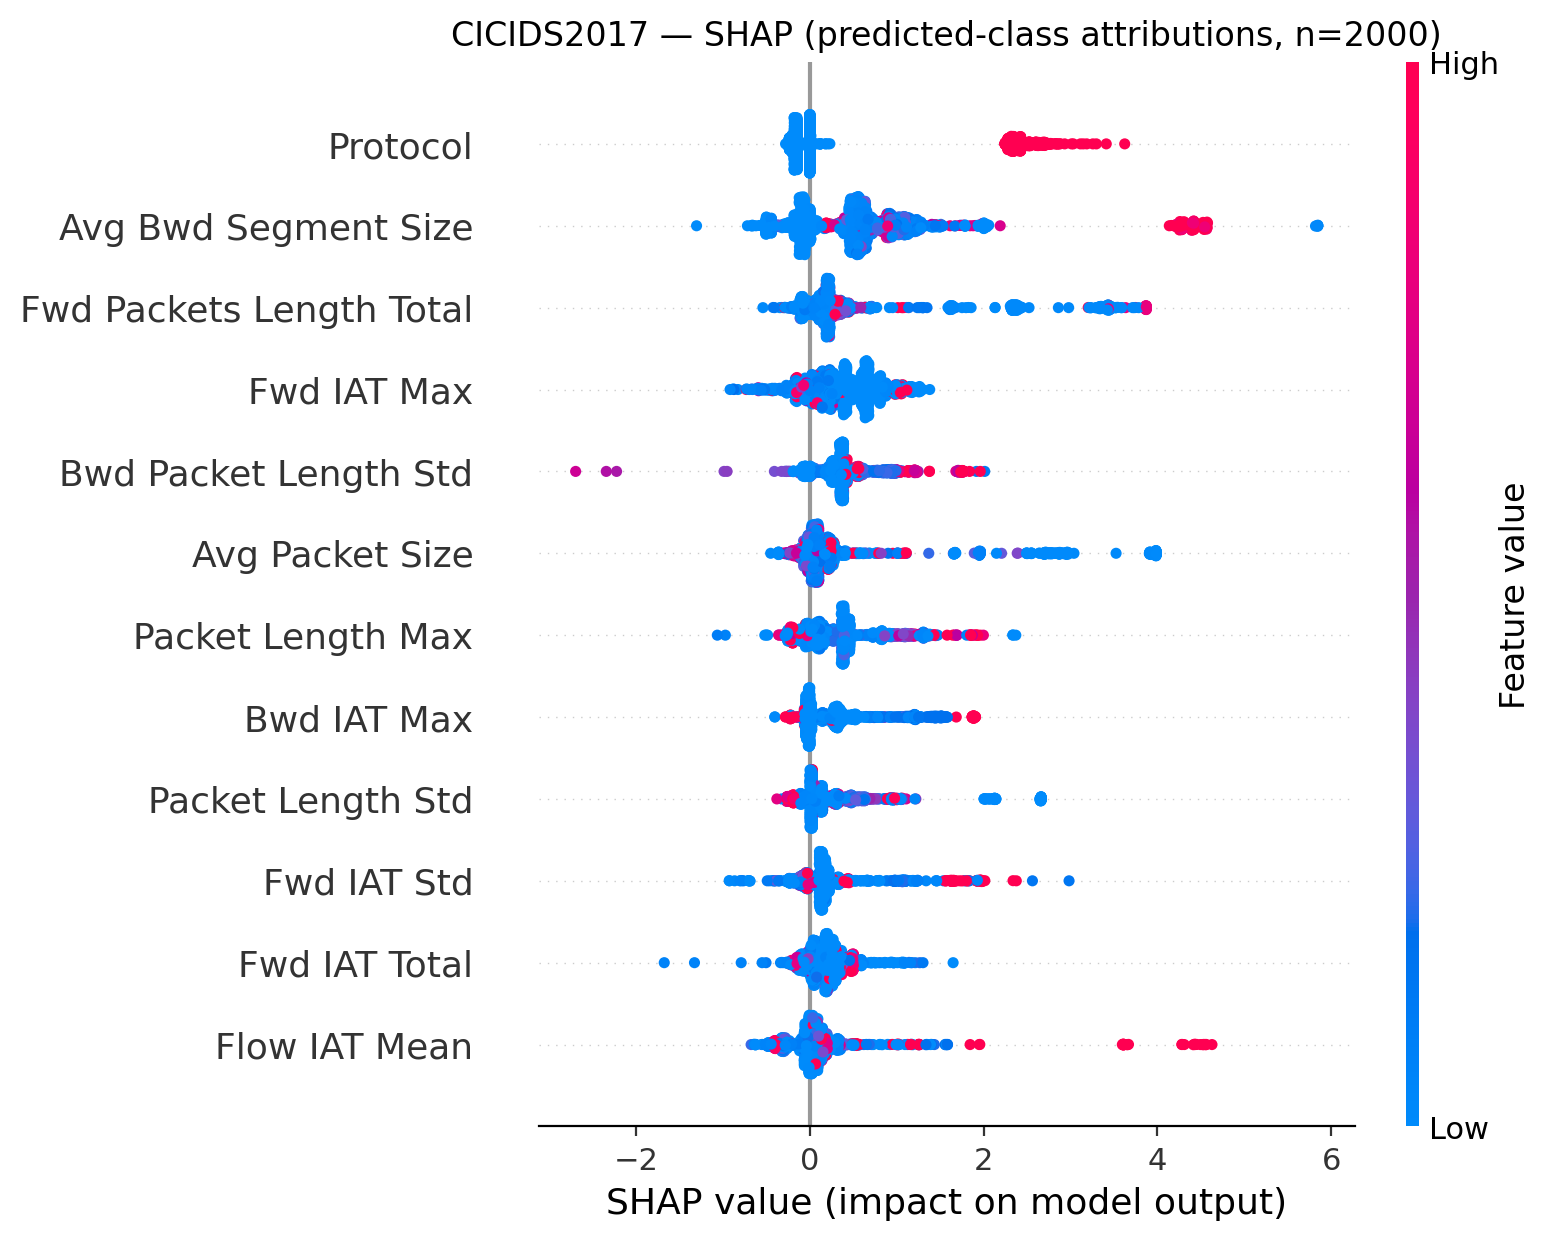 CICIDS2017 — SHAP (predicted-class attributions, n=2000)
High
Protocol
Avg Bwd Segment Size
Fwd Packets Length Total
Fwd IAT Max
Bwd Packet Length Std
Avg Packet Size
Packet Length Max
Bwd IAT Max
Packet Length Std
Fwd IAT Std
Fwd IAT Total
Flow IAT Mean
Feature value
Low
−2 0 2 4 6
SHAP value (impact on model output)